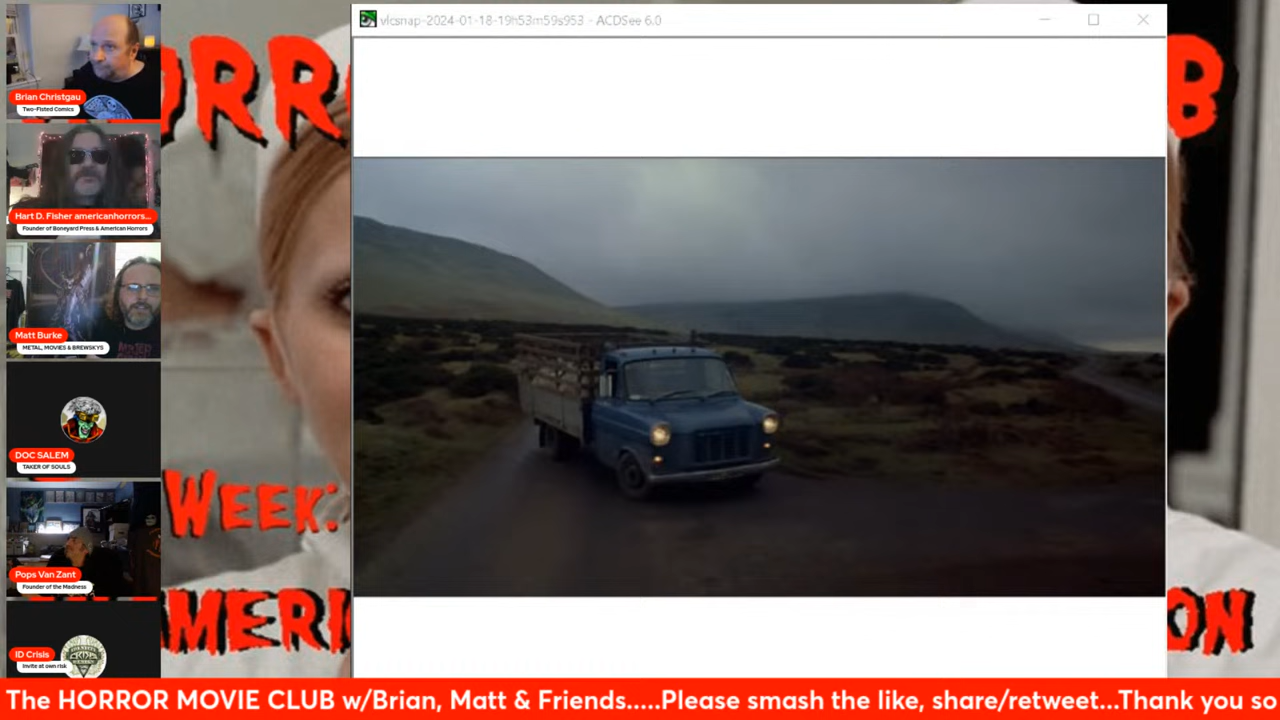 vlcsnap-2024-01-18-19h53m59s953 - ACDSee 6.0
ORR
B
Brian Christgau
Two-Fisted Comics
Hart D. Fisher americanhorrors...
Founder of Boneyard Press & American Horrors
Matt Burke
METAL, MOVIES & BREWSKYS
DOC SALEM
TAKER OF SOULS
WEEK:
Pops Van Zant
Founder of the Madness
AMERI
ON
ID Crisis
Invite at own risk
The HORROR MOVIE CLUB w/Brian, Matt & Friends.....Please smash the like, share/retweet...Thank you so